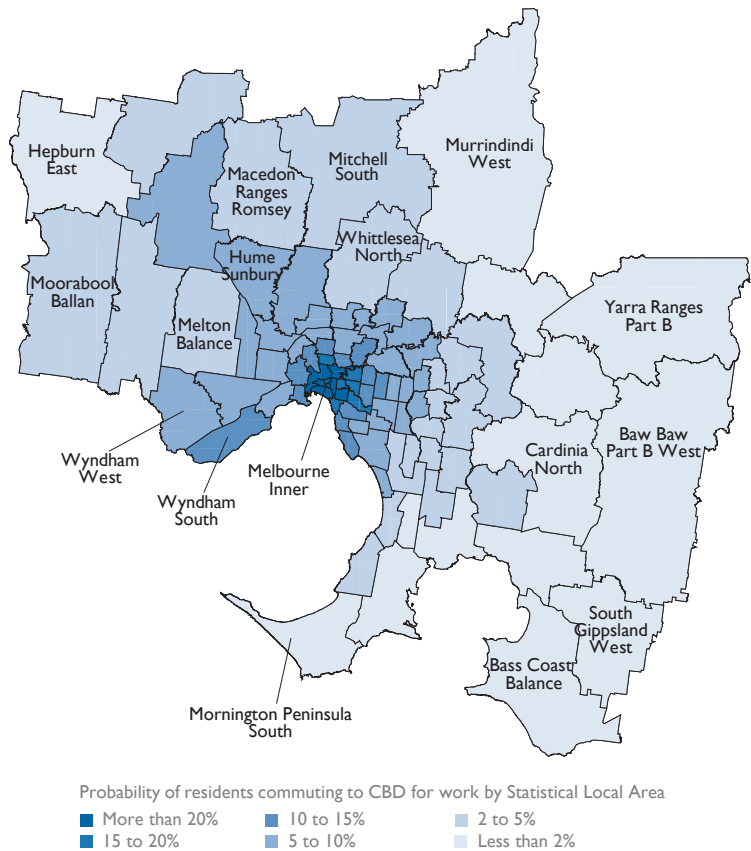 Hepburn
East
Macedon
Ranges
Romsey
Mitchell
South
Murrindindi
West
Whittlesea
North
Hume
Sunbury
Moorabool
Ballan
Melton
Balance
Yarra Ranges
Part B
Wyndham
West
Wyndham
South
Melbourne
Inner
Cardinia
North
Baw Baw
Part B West
South
Gippsland
West
Bass Coast
Balance
Mornington Peninsula
South
Probability of residents commuting to CBD for work by Statistical Local Area
More than 20%
10 to 15%
2 to 5%
15 to 20%
5 to 10%
Less than 2%